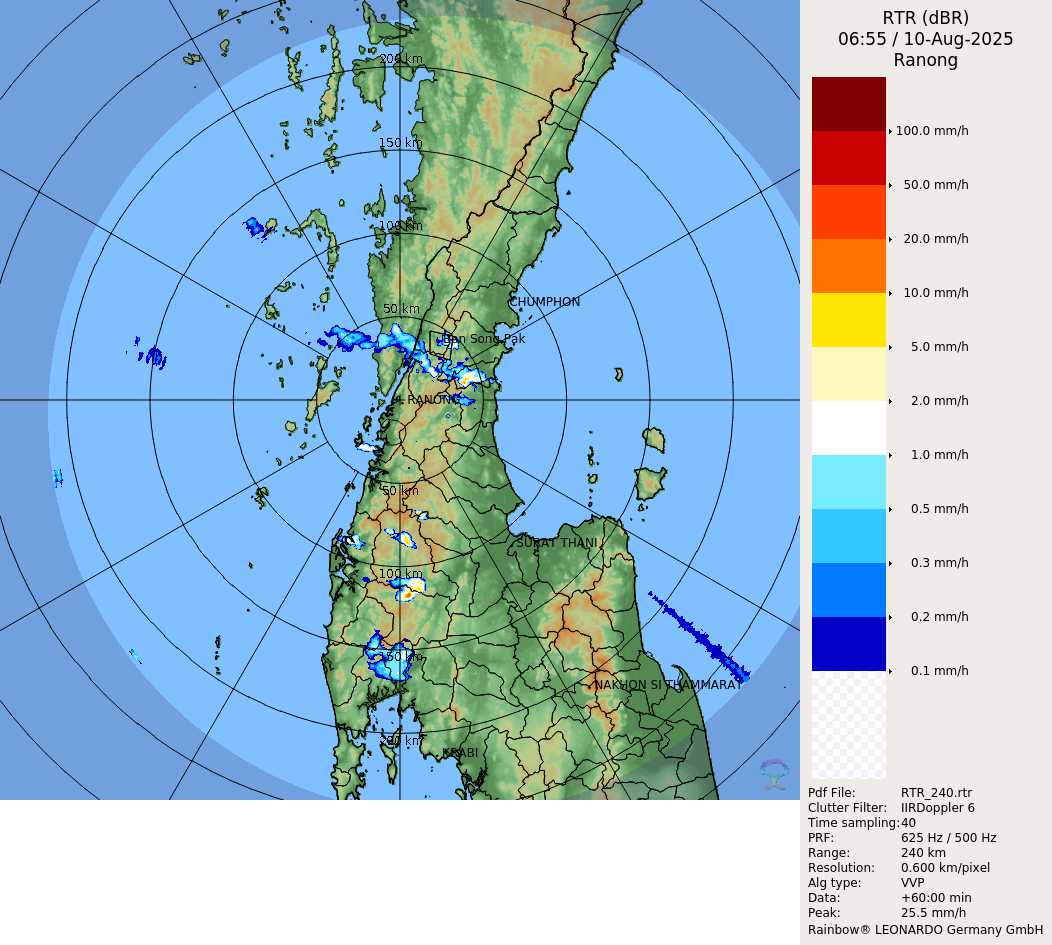 200 km
150 km
100 km
50 km
CHUMPHON
Ban Song Pak
RANONG
50 km
SURAT THANI
100 km
150 km
NAKHON SI THAMMARAT
200 km
KRABI
RTR (dBR)
06:55 / 10-Aug-2025
Ranong
100.0 mm/h
50.0 mm/h
20.0 mm/h
10.0 mm/h
5.0 mm/h
2.0 mm/h
1.0 mm/h
0.5 mm/h
0.3 mm/h
0.2 mm/h
0.1 mm/h
Pdf File: RTR_240.rtr
Clutter Filter: IIRDoppler 6
Time sampling:40
PRF: 625 Hz / 500 Hz
Range: 240 km
Resolution: 0.600 km/pixel
Alg type: VVP
Data: +60:00 min
Peak: 25.5 mm/h
Rainbow® LEONARDO Germany GmbH